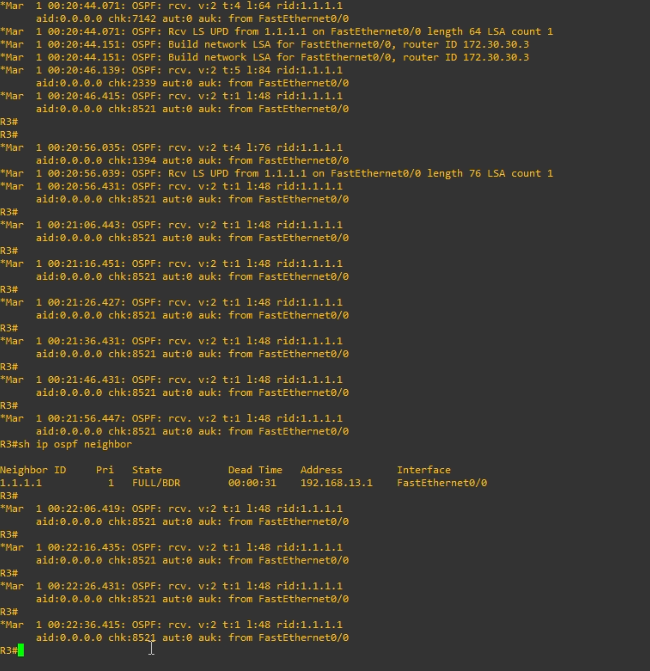 *Mar  1 00:20:44.071: OSPF: rcv. v:2 t:4 l:64 rid:1.1.1.1
      aid:0.0.0.0 chk:7142 aut:0 auk: from FastEthernet0/0
*Mar  1 00:20:44.071: OSPF: Rcv LS UPD from 1.1.1.1 on FastEthernet0/0 length 64 LSA count 1
*Mar  1 00:20:44.151: OSPF: Build network LSA for FastEthernet0/0, router ID 172.30.30.3
*Mar  1 00:20:44.151: OSPF: Build network LSA for FastEthernet0/0, router ID 172.30.30.3
*Mar  1 00:20:46.139: OSPF: rcv. v:2 t:5 l:84 rid:1.1.1.1
      aid:0.0.0.0 chk:2339 aut:0 auk: from FastEthernet0/0
*Mar  1 00:20:46.415: OSPF: rcv. v:2 t:1 l:48 rid:1.1.1.1
      aid:0.0.0.0 chk:8521 aut:0 auk: from FastEthernet0/0
R3#
R3#
*Mar  1 00:20:56.035: OSPF: rcv. v:2 t:4 l:76 rid:1.1.1.1
      aid:0.0.0.0 chk:1394 aut:0 auk: from FastEthernet0/0
*Mar  1 00:20:56.039: OSPF: Rcv LS UPD from 1.1.1.1 on FastEthernet0/0 length 76 LSA count 1
*Mar  1 00:20:56.431: OSPF: rcv. v:2 t:1 l:48 rid:1.1.1.1
      aid:0.0.0.0 chk:8521 aut:0 auk: from FastEthernet0/0
R3#
*Mar  1 00:21:06.443: OSPF: rcv. v:2 t:1 l:48 rid:1.1.1.1
      aid:0.0.0.0 chk:8521 aut:0 auk: from FastEthernet0/0
R3#
*Mar  1 00:21:16.451: OSPF: rcv. v:2 t:1 l:48 rid:1.1.1.1
      aid:0.0.0.0 chk:8521 aut:0 auk: from FastEthernet0/0
R3#
*Mar  1 00:21:26.427: OSPF: rcv. v:2 t:1 l:48 rid:1.1.1.1
      aid:0.0.0.0 chk:8521 aut:0 auk: from FastEthernet0/0
R3#
*Mar  1 00:21:36.431: OSPF: rcv. v:2 t:1 l:48 rid:1.1.1.1
      aid:0.0.0.0 chk:8521 aut:0 auk: from FastEthernet0/0
R3#
*Mar  1 00:21:46.431: OSPF: rcv. v:2 t:1 l:48 rid:1.1.1.1
      aid:0.0.0.0 chk:8521 aut:0 auk: from FastEthernet0/0
R3#
*Mar  1 00:21:56.447: OSPF: rcv. v:2 t:1 l:48 rid:1.1.1.1
      aid:0.0.0.0 chk:8521 aut:0 auk: from FastEthernet0/0
R3#sh ip ospf neighbor
Neighbor ID     Pri   State           Dead Time   Address         Interface
1.1.1.1           1   FULL/BDR        00:00:31    192.168.13.1    FastEthernet0/0
R3#
*Mar  1 00:22:06.419: OSPF: rcv. v:2 t:1 l:48 rid:1.1.1.1
      aid:0.0.0.0 chk:8521 aut:0 auk: from FastEthernet0/0
R3#
*Mar  1 00:22:16.435: OSPF: rcv. v:2 t:1 l:48 rid:1.1.1.1
      aid:0.0.0.0 chk:8521 aut:0 auk: from FastEthernet0/0
R3#
*Mar  1 00:22:26.431: OSPF: rcv. v:2 t:1 l:48 rid:1.1.1.1
      aid:0.0.0.0 chk:8521 aut:0 auk: from FastEthernet0/0
R3#
*Mar  1 00:22:36.415: OSPF: rcv. v:2 t:1 l:48 rid:1.1.1.1
      aid:0.0.0.0 chk:8521 aut:0 auk: from FastEthernet0/0
R3#